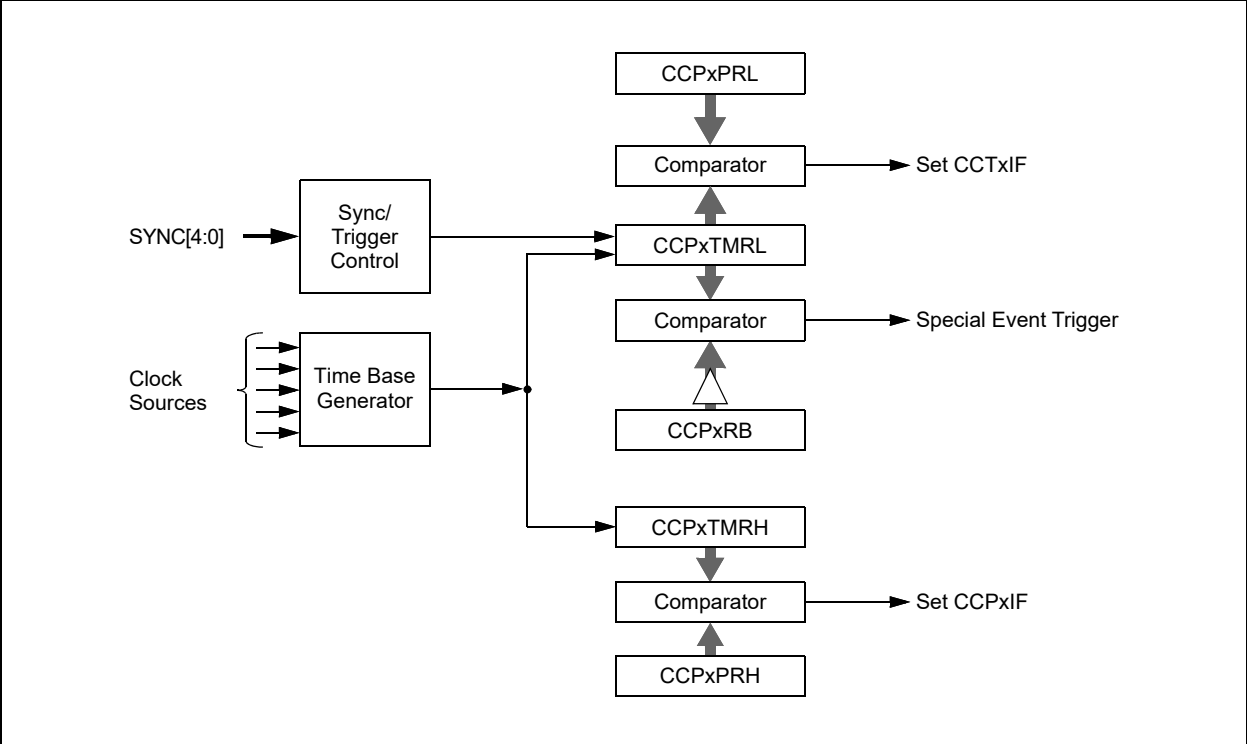 CCPxPRL
Comparator
Set CCTxIF
SYNC[4:0]
Sync/
Trigger
Control
CCPxTMRL
Comparator
Special Event Trigger
Clock
Sources
Time Base
Generator
CCPxRB
CCPxTMRH
Comparator
Set CCPxIF
CCPxPRH